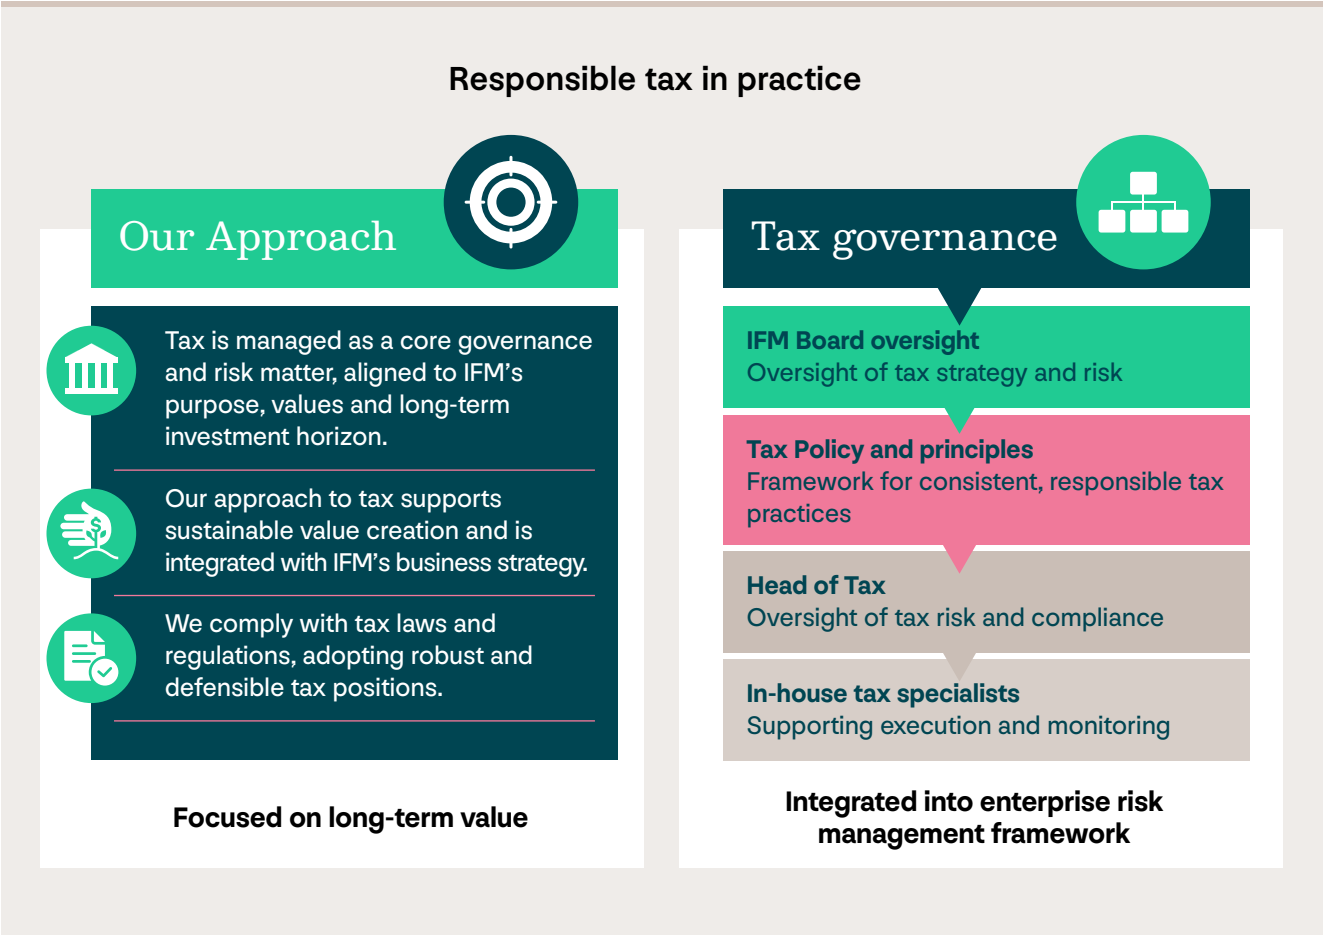 Responsible tax in practice
Our Approach
Tax is managed as a core governance
and risk matter, aligned to IFM’s
purpose, values and long-term
investment horizon.
Our approach to tax supports
sustainable value creation and is
integrated with IFM’s business strategy.
We comply with tax laws and
regulations, adopting robust and
defensible tax positions.
Focused on long-term value
Tax governance
IFM Board oversight
Oversight of tax strategy and risk
Tax Policy and principles
Framework for consistent, responsible tax
practices
Head of Tax
Oversight of tax risk and compliance
In-house tax specialists
Supporting execution and monitoring
Integrated into enterprise risk
management framework